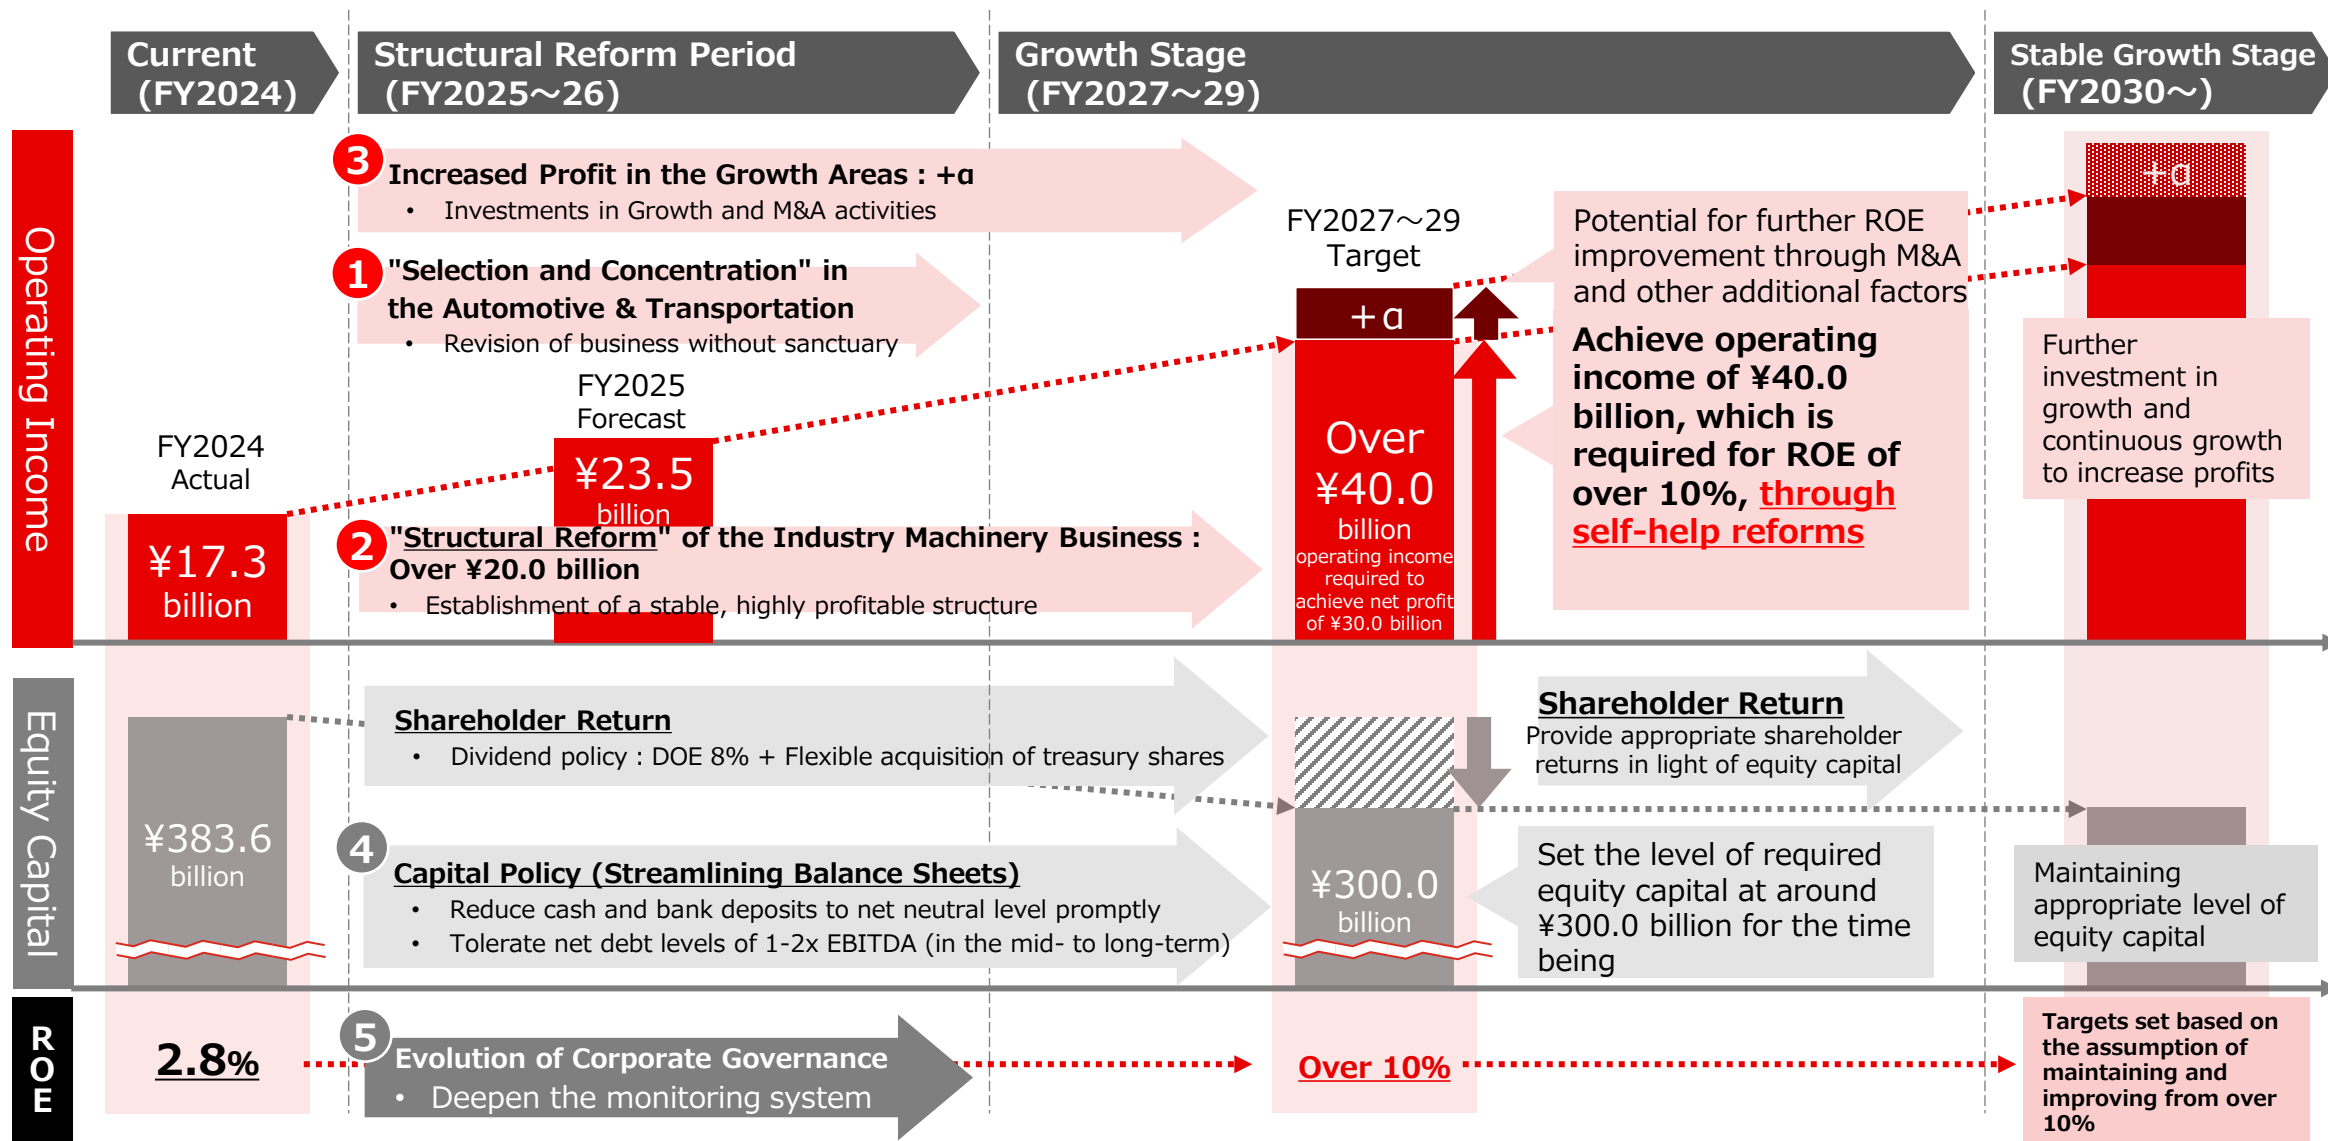 Current
(FY2024)
Structural Reform Period
(FY2025～26)
Growth Stage
(FY2027～29)
Stable Growth Stage
(FY2030～)
Operating Income
3
Increased Profit in the Growth Areas : +α
• Investments in Growth and M&A activities
1
"Selection and Concentration" in
the Automotive & Transportation
• Revision of business without sanctuary
FY2024
Actual
¥17.3
billion
FY2025
Forecast
¥23.5
billion
2
"Structural Reform" of the Industry Machinery Business :
Over ¥20.0 billion
• Establishment of a stable, highly profitable structure
FY2027～29
Target
+α
Over
¥40.0
billion
operating income
required to
achieve net profit
of ¥30.0 billion
Potential for further ROE
improvement through M&A
and other additional factors
Achieve operating
income of ¥40.0
billion, which is
required for ROE of
over 10%, through
self-help reforms
+α
Further
investment in
growth and
continuous growth
to increase profits
Equity Capital
¥383.6
billion
Shareholder Return
• Dividend policy : DOE 8% + Flexible acquisition of treasury shares
4
Capital Policy (Streamlining Balance Sheets)
• Reduce cash and bank deposits to net neutral level promptly
• Tolerate net debt levels of 1-2x EBITDA (in the mid- to long-term)
¥300.0
billion
Shareholder Return
Provide appropriate shareholder
returns in light of equity capital
Set the level of required
equity capital at around
¥300.0 billion for the time
being
Maintaining
appropriate level of
equity capital
ROE
2.8%
5
Evolution of Corporate Governance
• Deepen the monitoring system
Over 10%
Targets set based on
the assumption of
maintaining and
improving from over
10%